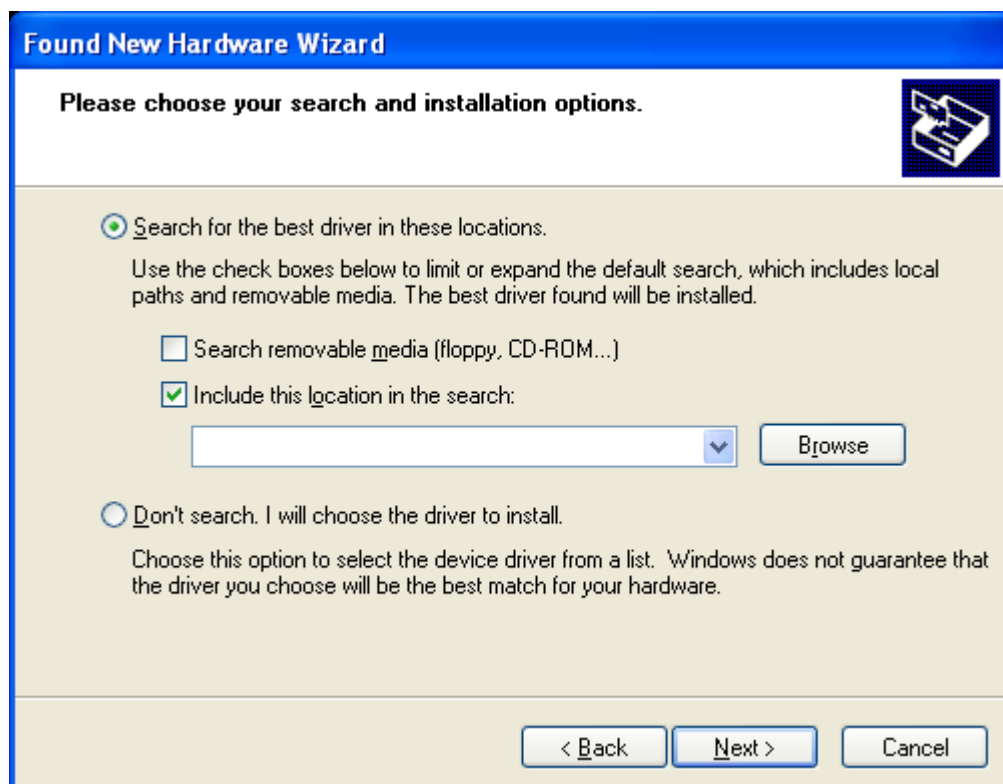 Found New Hardware Wizard
Please choose your search and installation options.
Search for the best driver in these locations.
Use the check boxes below to limit or expand the default search, which includes local
paths and removable media. The best driver found will be installed.
Search removable media (floppy, CD-ROM...)
Include this location in the search:
Browse
Don't search. I will choose the driver to install.
Choose this option to select the device driver from a list. Windows does not guarantee that
the driver you choose will be the best match for your hardware.
< Back Next > Cancel